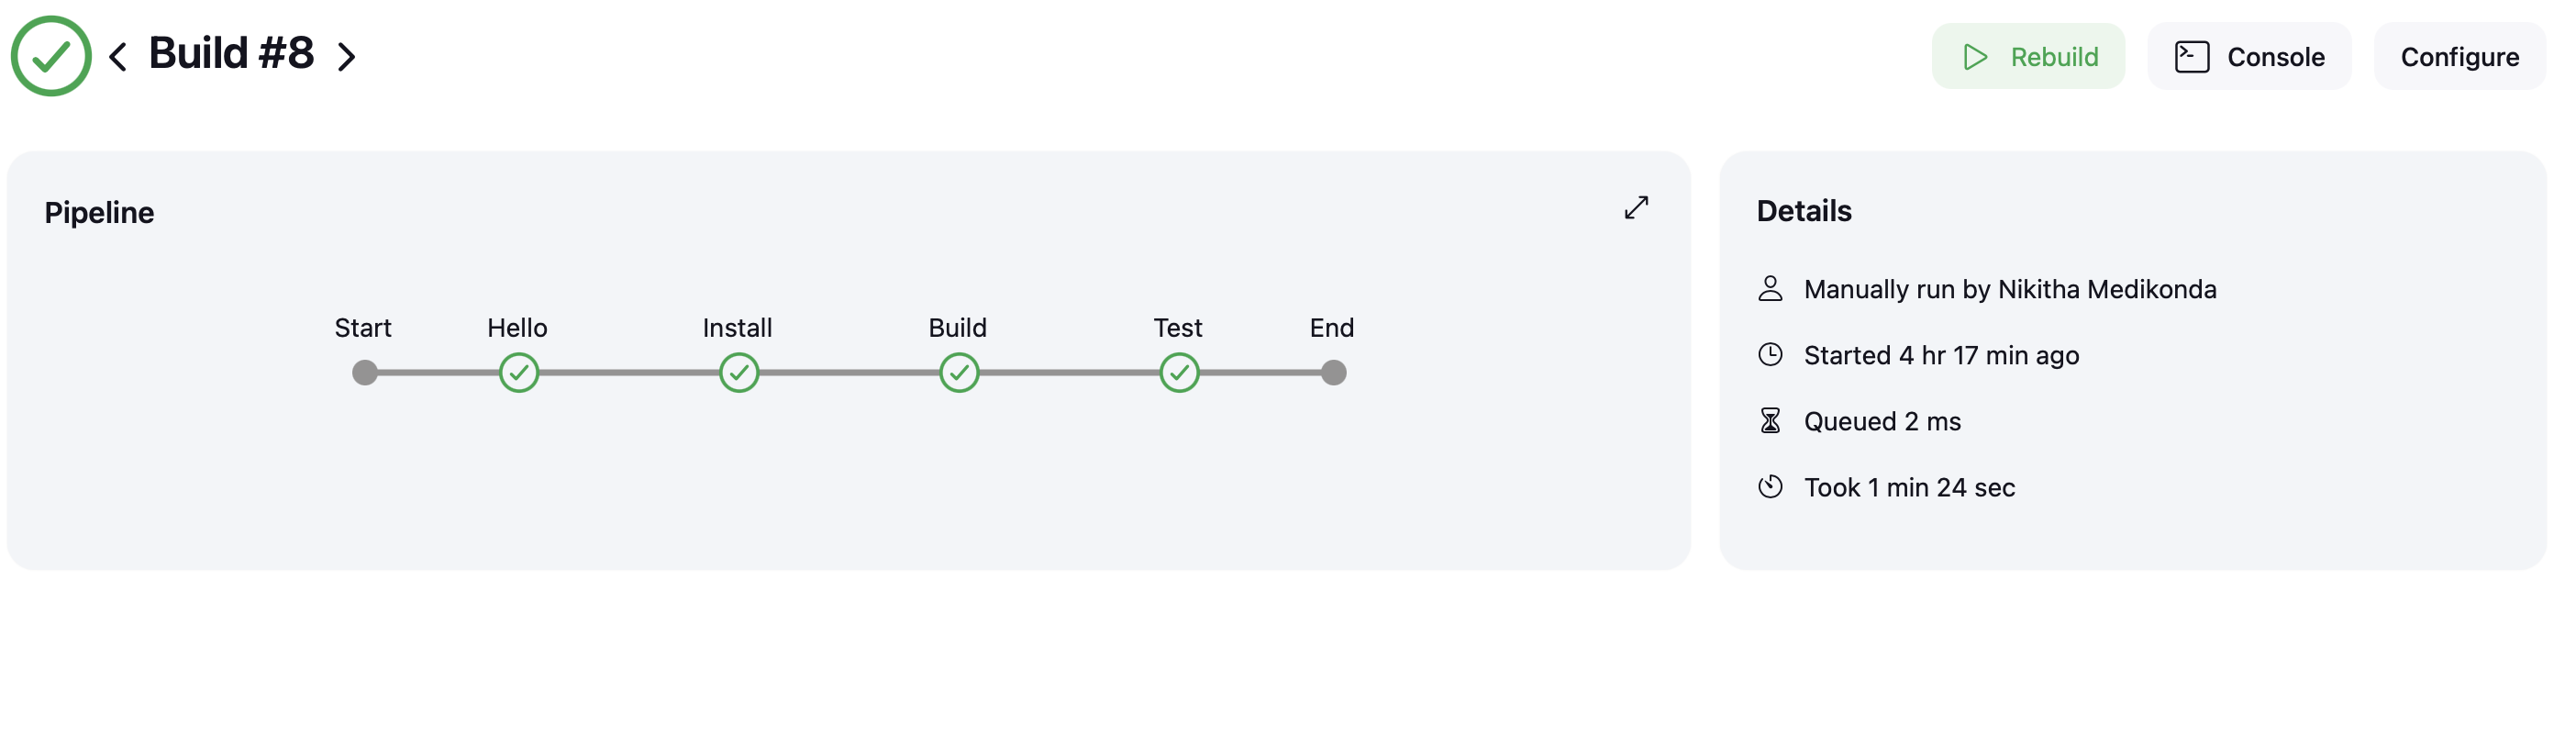 Build #8
Rebuild
Console
Configure
Pipeline
Start
Hello
Install
Build
Test
End
Details
Manually run by Nikitha Medikonda
Started 4 hr 17 min ago
Queued 2 ms
Took 1 min 24 sec